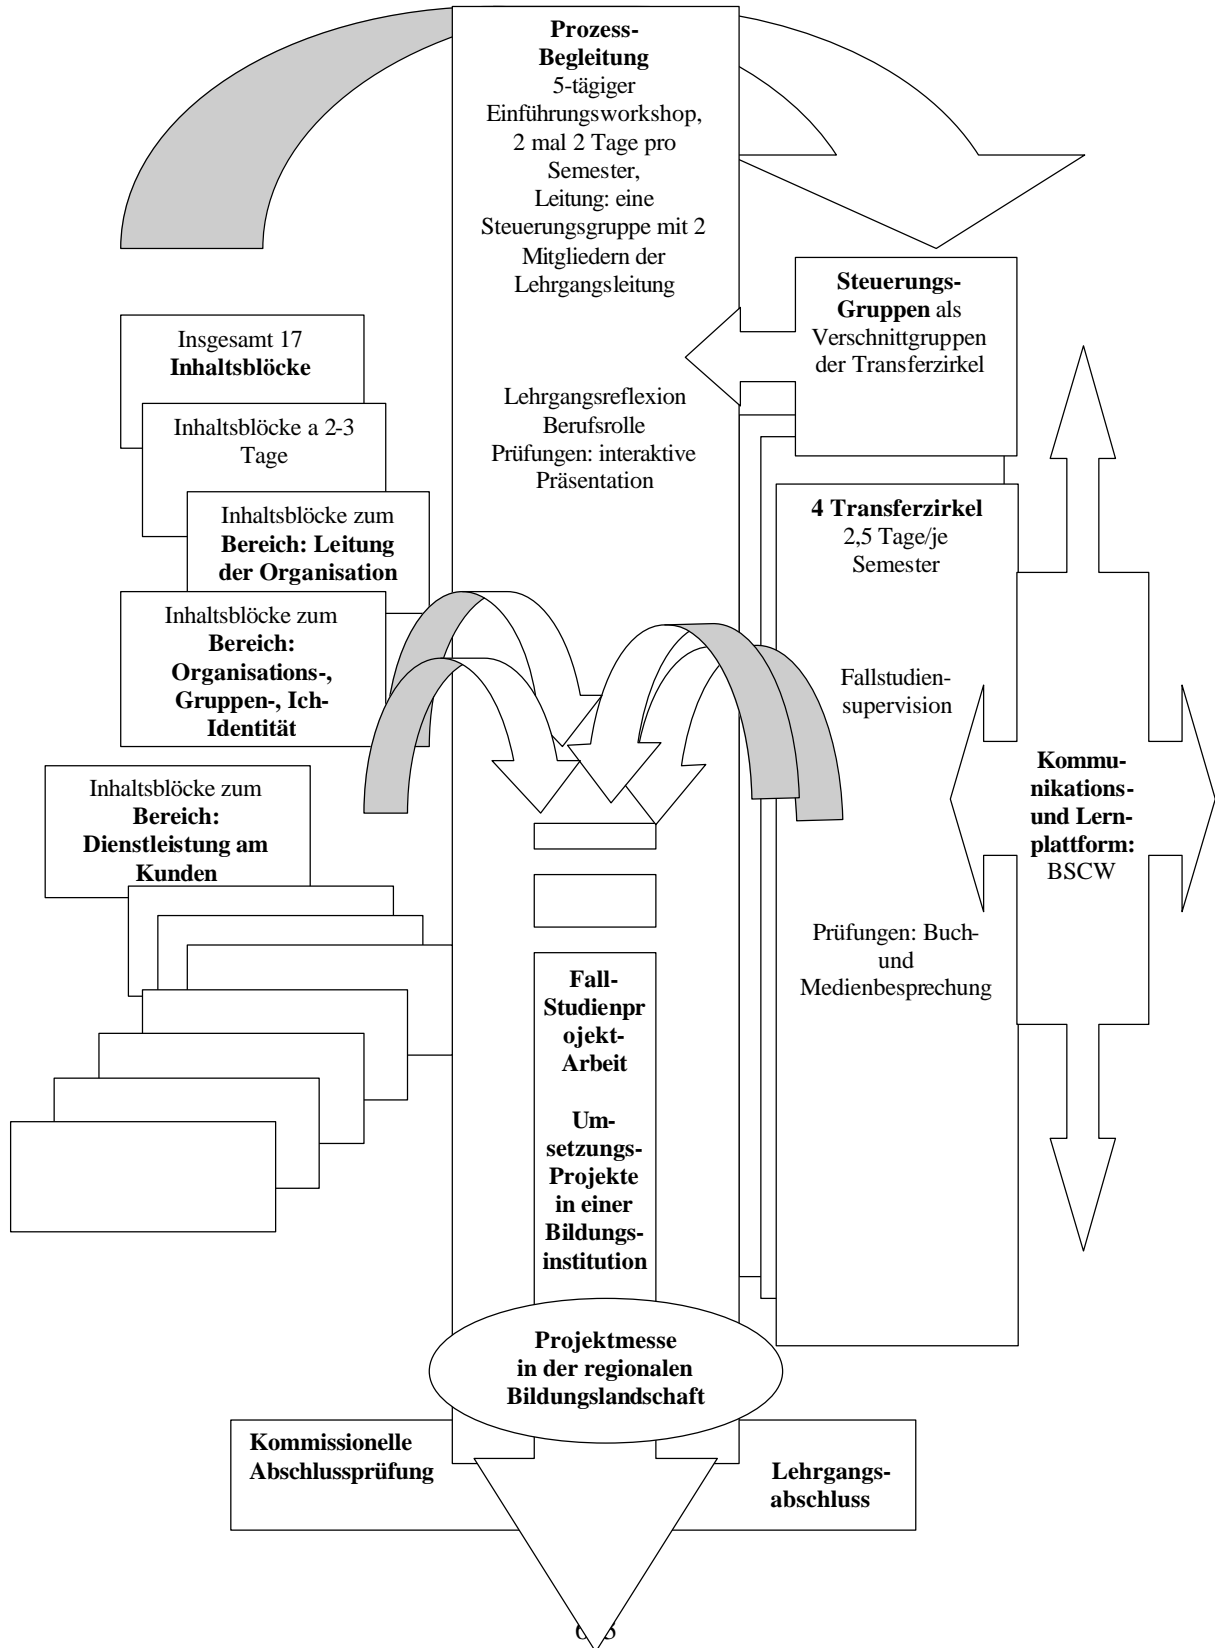 Prozess-
Begleitung
5-tägiger
Einführungsworkshop,
2 mal 2 Tage pro
Semester,
Leitung: eine
Steuerungsgruppe mit 2
Mitgliedern der
Lehrgangsleitung
Lehrgangsreflexion
Berufsrolle
Prüfungen: interaktive
Präsentation
Steuerungs-
Gruppen als
Verschnittgruppen
der Transferzirkel
Insgesamt 17
Inhaltsblöcke
Inhaltsblöcke a 2-3
Tage
Inhaltsblöcke zum
Bereich: Leitung
der Organisation
Inhaltsblöcke zum
Bereich:
Organisations-,
Gruppen-, Ich-
Identität
Inhaltsblöcke zum
Bereich:
Dienstleistung am
Kunden
4 Transferzirkel
2,5 Tage/je
Semester
Fallstudien-
supervision
Prüfungen: Buch-
und
Medienbesprechung
Kommu-
nikations-
und Lern-
plattform:
BSCW
Fall-
Studienpr
ojekt-
Arbeit
Um-
setzungs-
Projekte
in einer
Bildungs-
institution
Projektmesse
in der regionalen
Bildungslandschaft
Kommissionelle
Abschlussprüfung
Lehrgangs-
abschluss